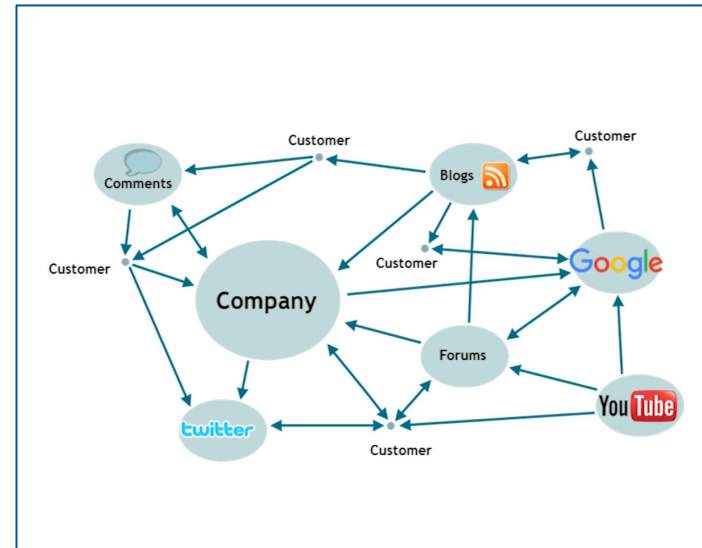 Customer
Customer
Comments
Blogs
Customer
Customer
Google
Company
Forums
YouTube
twitter
Customer